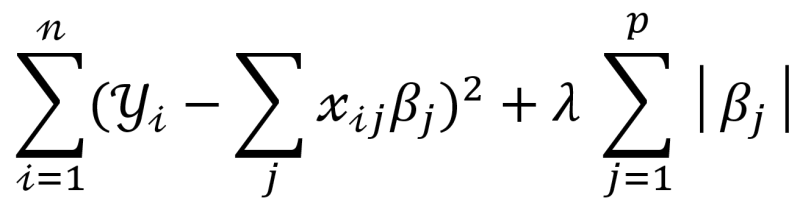 ∑_{i=1}^{n}(𝒴_i − ∑_j x_{ij}β_j)² + λ ∑_{j=1}^{p} |β_j|